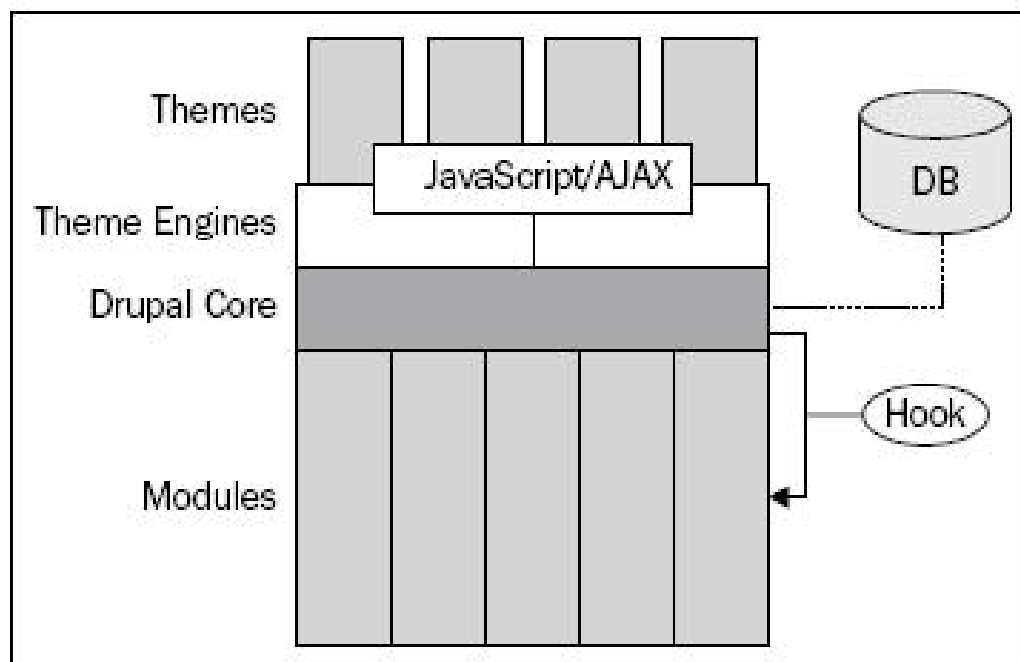 Themes
JavaScript/AJAX
DB
Theme Engines
Drupal Core
Hook
Modules